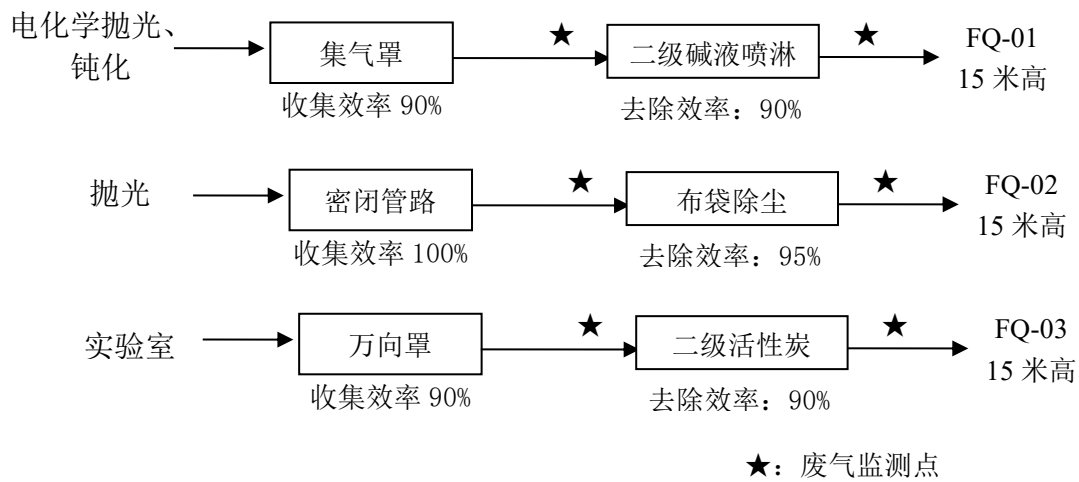 电化学抛光、
钝化
集气罩
收集效率 90%
★
二级碱液喷淋
去除效率：90%
★
FQ-01
15 米高
抛光
密闭管路
收集效率 100%
★
布袋除尘
去除效率：95%
★
FQ-02
15 米高
实验室
万向罩
收集效率 90%
★
二级活性炭
去除效率：90%
★
FQ-03
15 米高
★：废气监测点